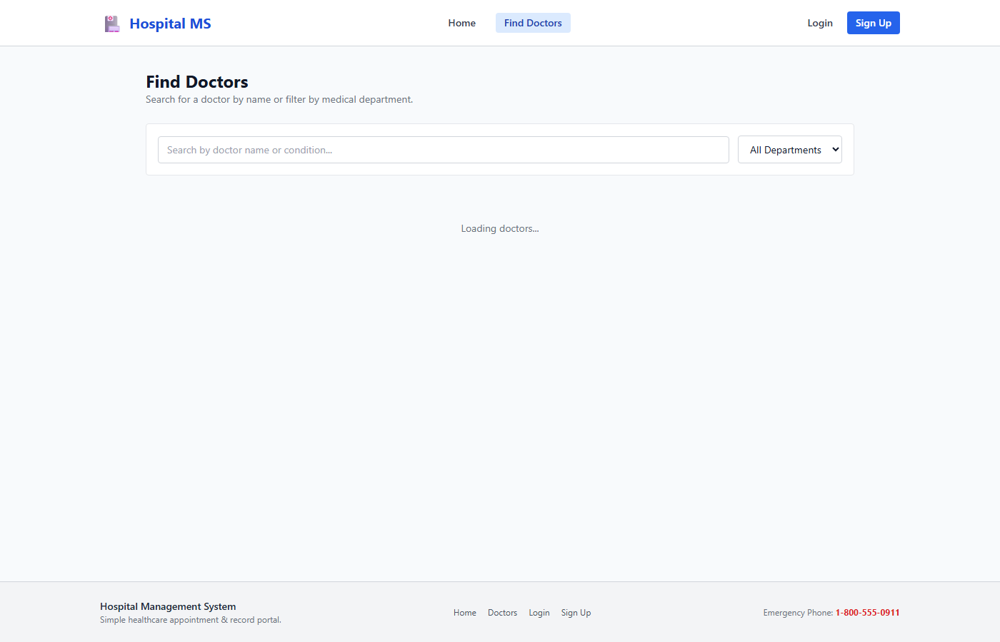 Hospital MS
Home
Find Doctors
Login
Sign Up
Find Doctors
Search for a doctor by name or filter by medical department.
Search by doctor name or condition...
All Departments
Loading doctors...
Hospital Management System
Simple healthcare appointment & record portal.
Home
Doctors
Login
Sign Up
Emergency Phone: 1-800-555-0911